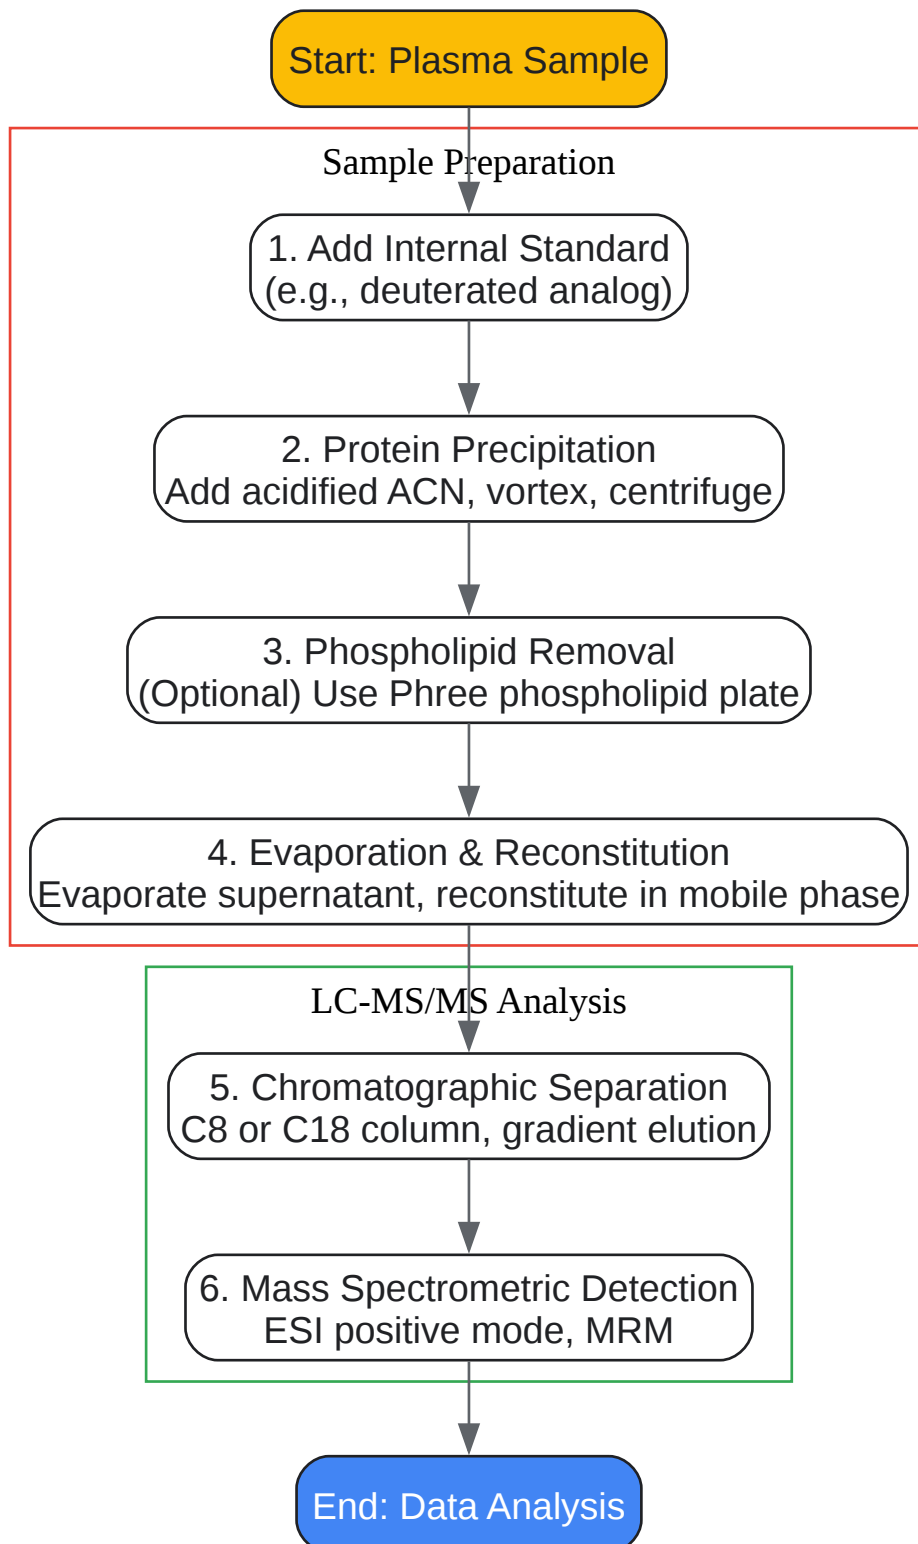 Start: Plasma Sample
Sample Preparation
1. Add Internal Standard
(e.g., deuterated analog)
2. Protein Precipitation
Add acidified ACN, vortex, centrifuge
3. Phospholipid Removal
(Optional) Use Phree phospholipid plate
4. Evaporation & Reconstitution
Evaporate supernatant, reconstitute in mobile phase
LC-MS/MS Analysis
5. Chromatographic Separation
C8 or C18 column, gradient elution
6. Mass Spectrometric Detection
ESI positive mode, MRM
End: Data Analysis